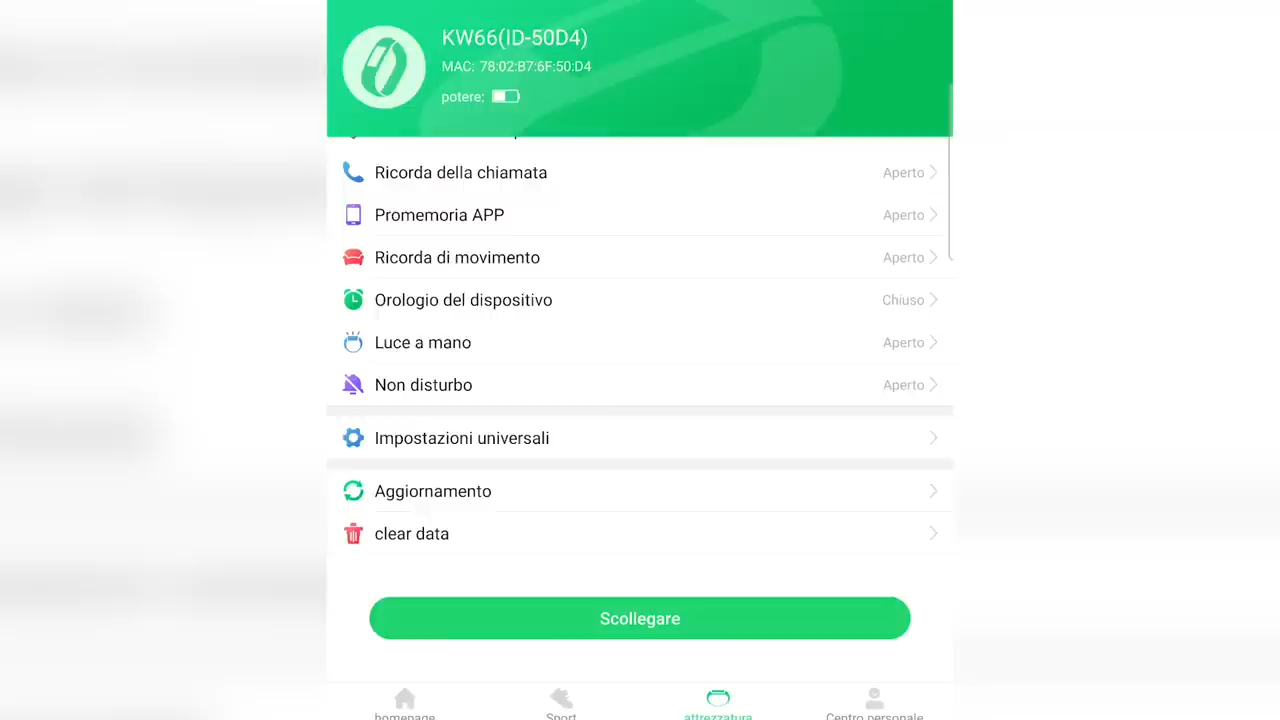 KW66(ID-50D4)
MAC: 78:02:B7:6F:50:D4
potere:
Ricorda della chiamata Aperto
Promemoria APP Aperto
Ricorda di movimento Aperto
Orologio del dispositivo Chiuso
Luce a mano Aperto
Non disturbo Aperto
Impostazioni universali
Aggiornamento
clear data
Scollegare
homepage Sport attrezzatura Centro personale